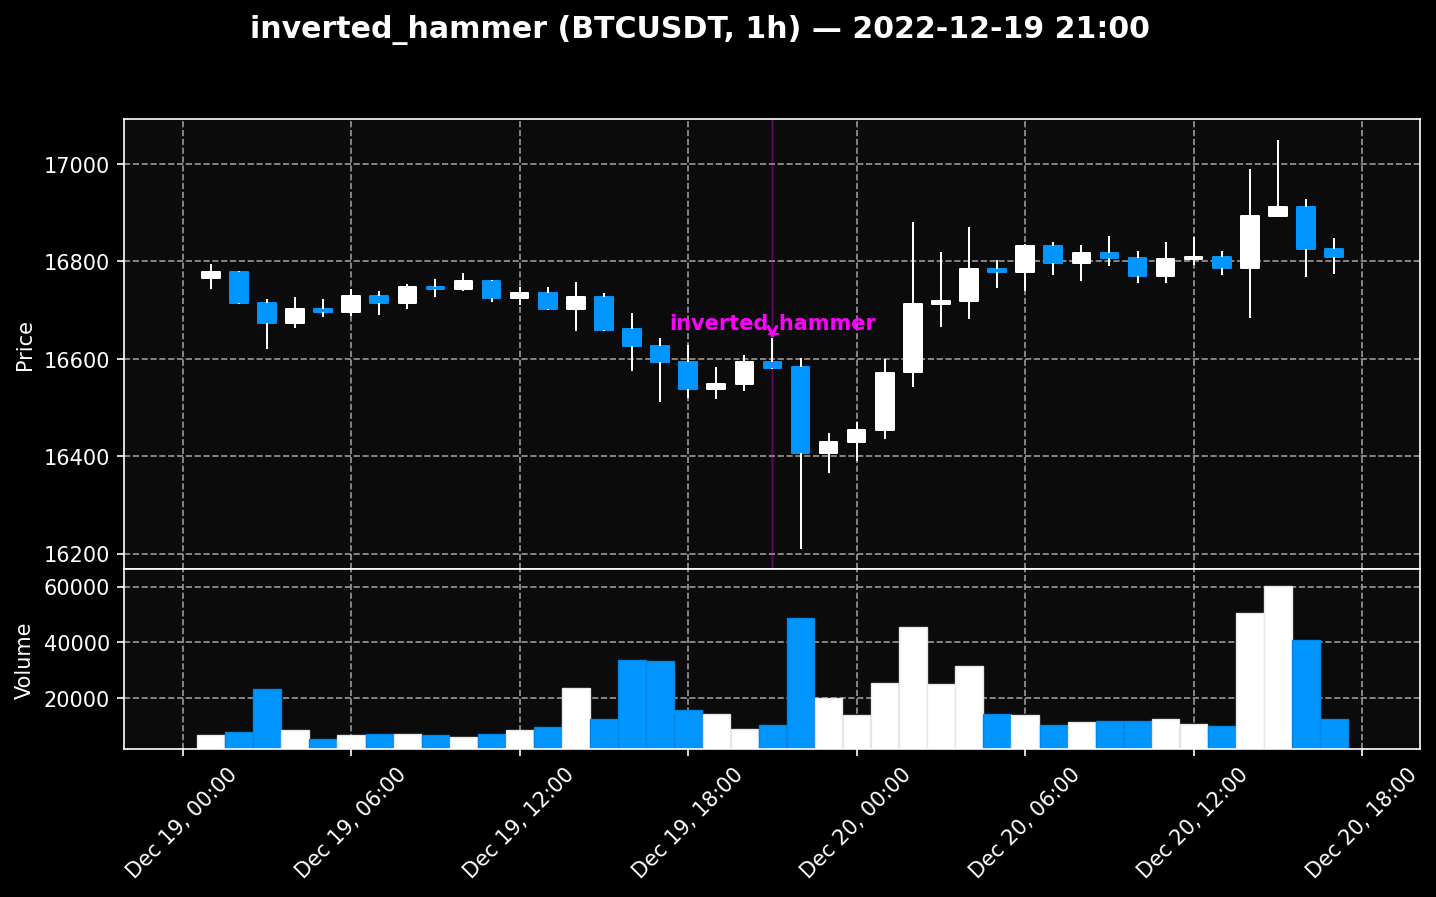 inverted_hammer (BTCUSDT, 1h) — 2022-12-19 21:00
Price
17000
16800
16600
16400
16200
inverted_hammer
Volume
60000
40000
20000
Dec 19, 00:00
Dec 19, 06:00
Dec 19, 12:00
Dec 19, 18:00
Dec 20, 00:00
Dec 20, 06:00
Dec 20, 12:00
Dec 20, 18:00